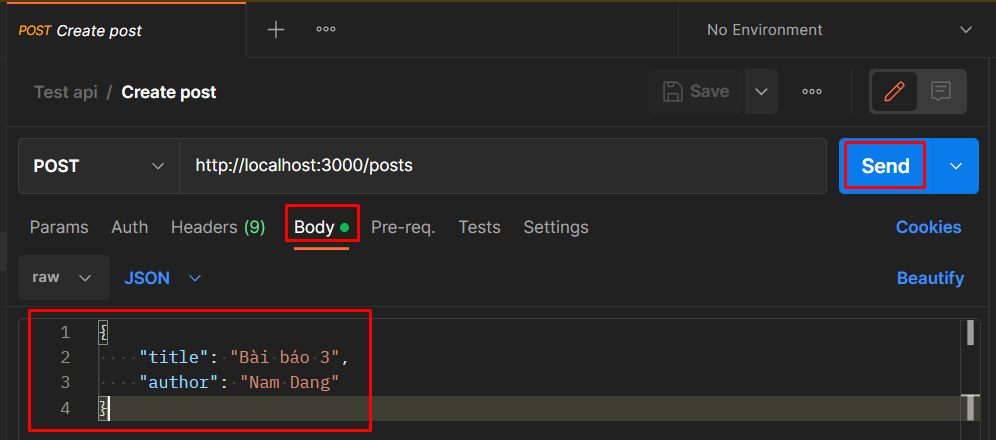 POST Create post
No Environment
Test api / Create post
Save
POST http://localhost:3000/posts Send
Params Auth Headers (9) Body Pre-req. Tests Settings Cookies
raw JSON Beautify
1 {
2 "title": "Bài báo 3",
3 "author": "Nam Dang"
4 }